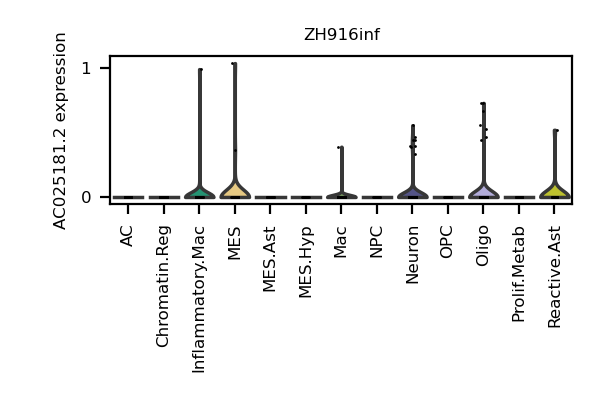 ZH916inf
AC025181.2 expression
1
0
AC
Chromatin.Reg
Inflammatory.Mac
MES
MES.Ast
MES.Hyp
Mac
NPC
Neuron
OPC
Oligo
Prolif.Metab
Reactive.Ast